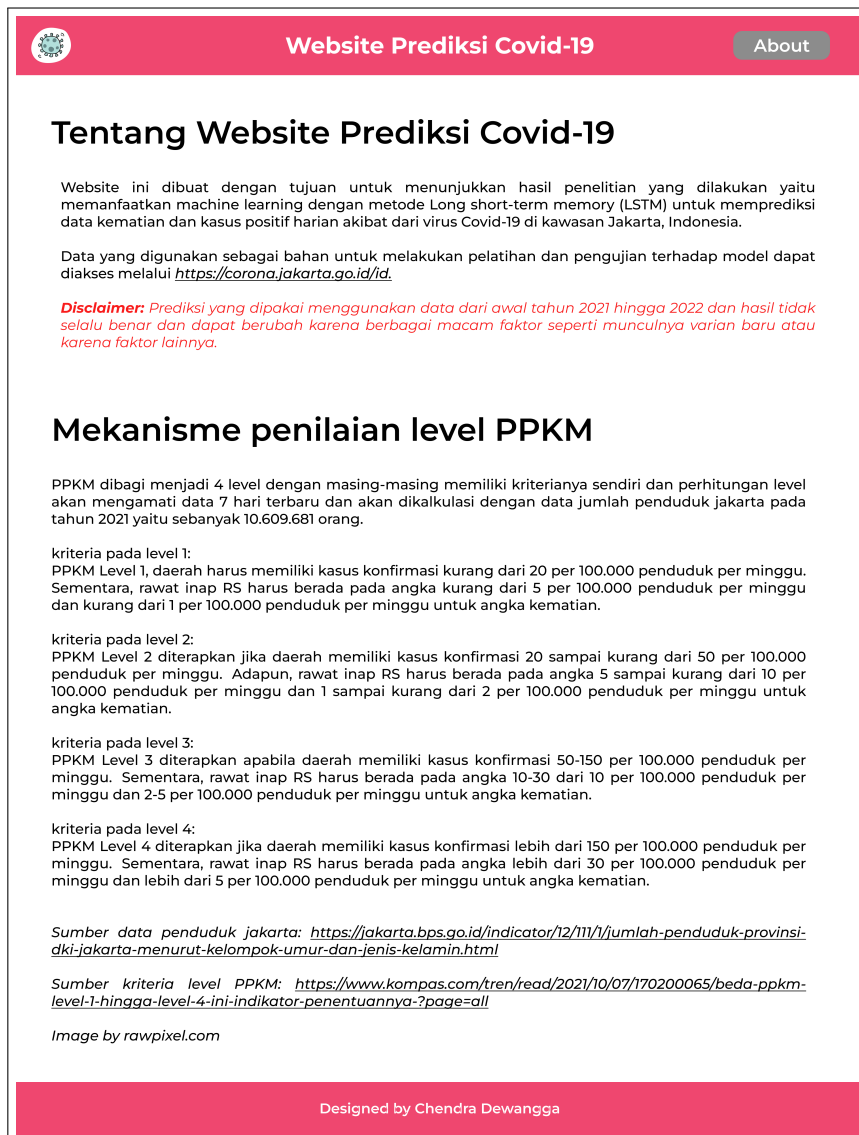 Website Prediksi Covid-19
About
Tentang Website Prediksi Covid-19
Website ini dibuat dengan tujuan untuk menunjukkan hasil penelitian yang dilakukan yaitu
memanfaatkan machine learning dengan metode Long short-term memory (LSTM) untuk memprediksi
data kematian dan kasus positif harian akibat dari virus Covid-19 di kawasan Jakarta, Indonesia.
Data yang digunakan sebagai bahan untuk melakukan pelatihan dan pengujian terhadap model dapat
diakses melalui https://corona.jakarta.go.id/id.
Disclaimer: Prediksi yang dipakai menggunakan data dari awal tahun 2021 hingga 2022 dan hasil tidak
selalu benar dan dapat berubah karena berbagai macam faktor seperti munculnya varian baru atau
karena faktor lainnya.
Mekanisme penilaian level PPKM
PPKM dibagi menjadi 4 level dengan masing-masing memiliki kriterianya sendiri dan perhitungan level
akan mengamati data 7 hari terbaru dan akan dikalkulasi dengan data jumlah penduduk jakarta pada
tahun 2021 yaitu sebanyak 10.609.681 orang.
kriteria pada level 1:
PPKM Level 1, daerah harus memiliki kasus konfirmasi kurang dari 20 per 100.000 penduduk per minggu.
Sementara, rawat inap RS harus berada pada angka kurang dari 5 per 100.000 penduduk per minggu
dan kurang dari 1 per 100.000 penduduk per minggu untuk angka kematian.
kriteria pada level 2:
PPKM Level 2 diterapkan jika daerah memiliki kasus konfirmasi 20 sampai kurang dari 50 per 100.000
penduduk per minggu. Adapun, rawat inap RS harus berada pada angka 5 sampai kurang dari 10 per
100.000 penduduk per minggu dan 1 sampai kurang dari 2 per 100.000 penduduk per minggu untuk
angka kematian.
kriteria pada level 3:
PPKM Level 3 diterapkan apabila daerah memiliki kasus konfirmasi 50-150 per 100.000 penduduk per
minggu. Sementara, rawat inap RS harus berada pada angka 10-30 dari 10 per 100.000 penduduk per
minggu dan 2-5 per 100.000 penduduk per minggu untuk angka kematian.
kriteria pada level 4:
PPKM Level 4 diterapkan jika daerah memiliki kasus konfirmasi lebih dari 150 per 100.000 penduduk per
minggu. Sementara, rawat inap RS harus berada pada angka lebih dari 30 per 100.000 penduduk per
minggu dan lebih dari 5 per 100.000 penduduk per minggu untuk angka kematian.
Sumber data penduduk jakarta: https://jakarta.bps.go.id/indicator/12/111/1/jumlah-penduduk-provinsi-
dki-jakarta-menurut-kelompok-umur-dan-jenis-kelamin.html
Sumber kriteria level PPKM: https://www.kompas.com/tren/read/2021/10/07/170200065/beda-ppkm-
level-1-hingga-level-4-ini-indikator-penentuannya-?page=all
Image by rawpixel.com
Designed by Chendra Dewangga